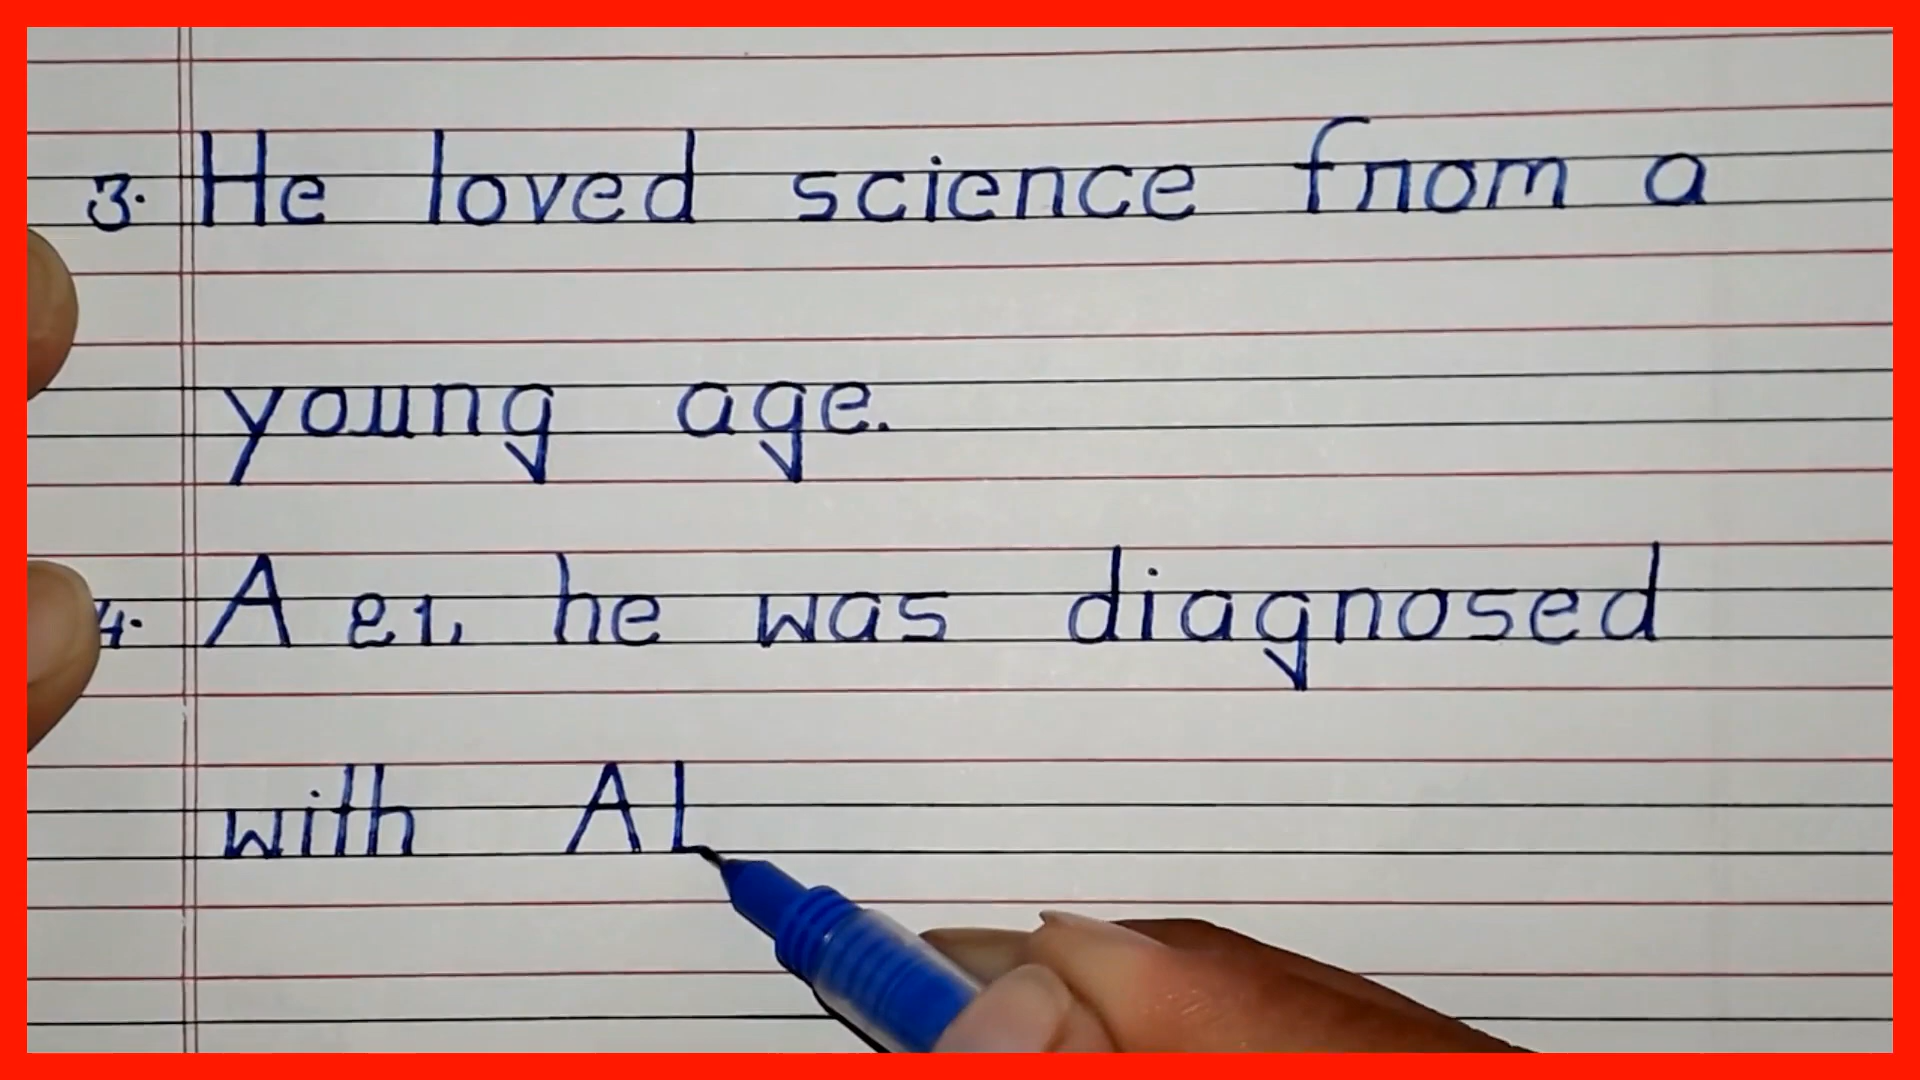 3. He loved science from a
young age.
4. A 21, he was diagnosed
with AL